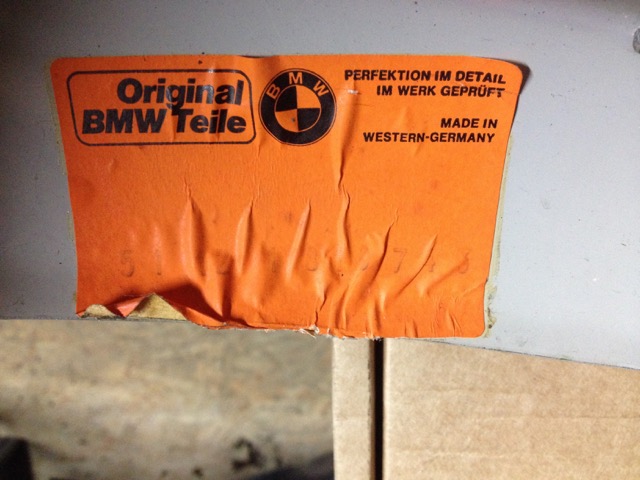 Original
BMW Teile
BMW
PERFEKTION IM DETAIL
IM WERK GEPRÜFT
MADE IN
WESTERN-GERMANY